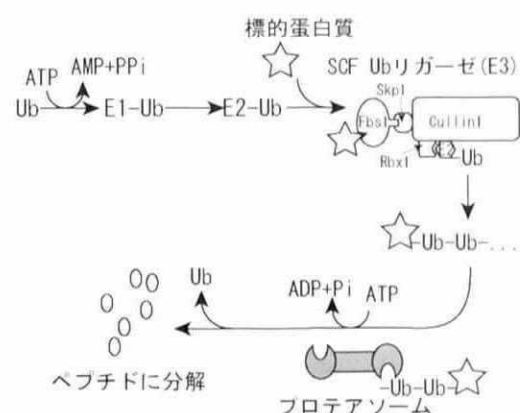 標的蛋白質
ATP AMP+PPi SCF Ubリガーゼ(E3)
Skp1
Ub E1-Ub E2-Ub Fbs1 Cullin1
Rbx1 E2 Ub
-Ub-Ub-...
Ub ADP+Pi ATP
ペプチドに分解 -Ub-Ub-
プロテアソーム